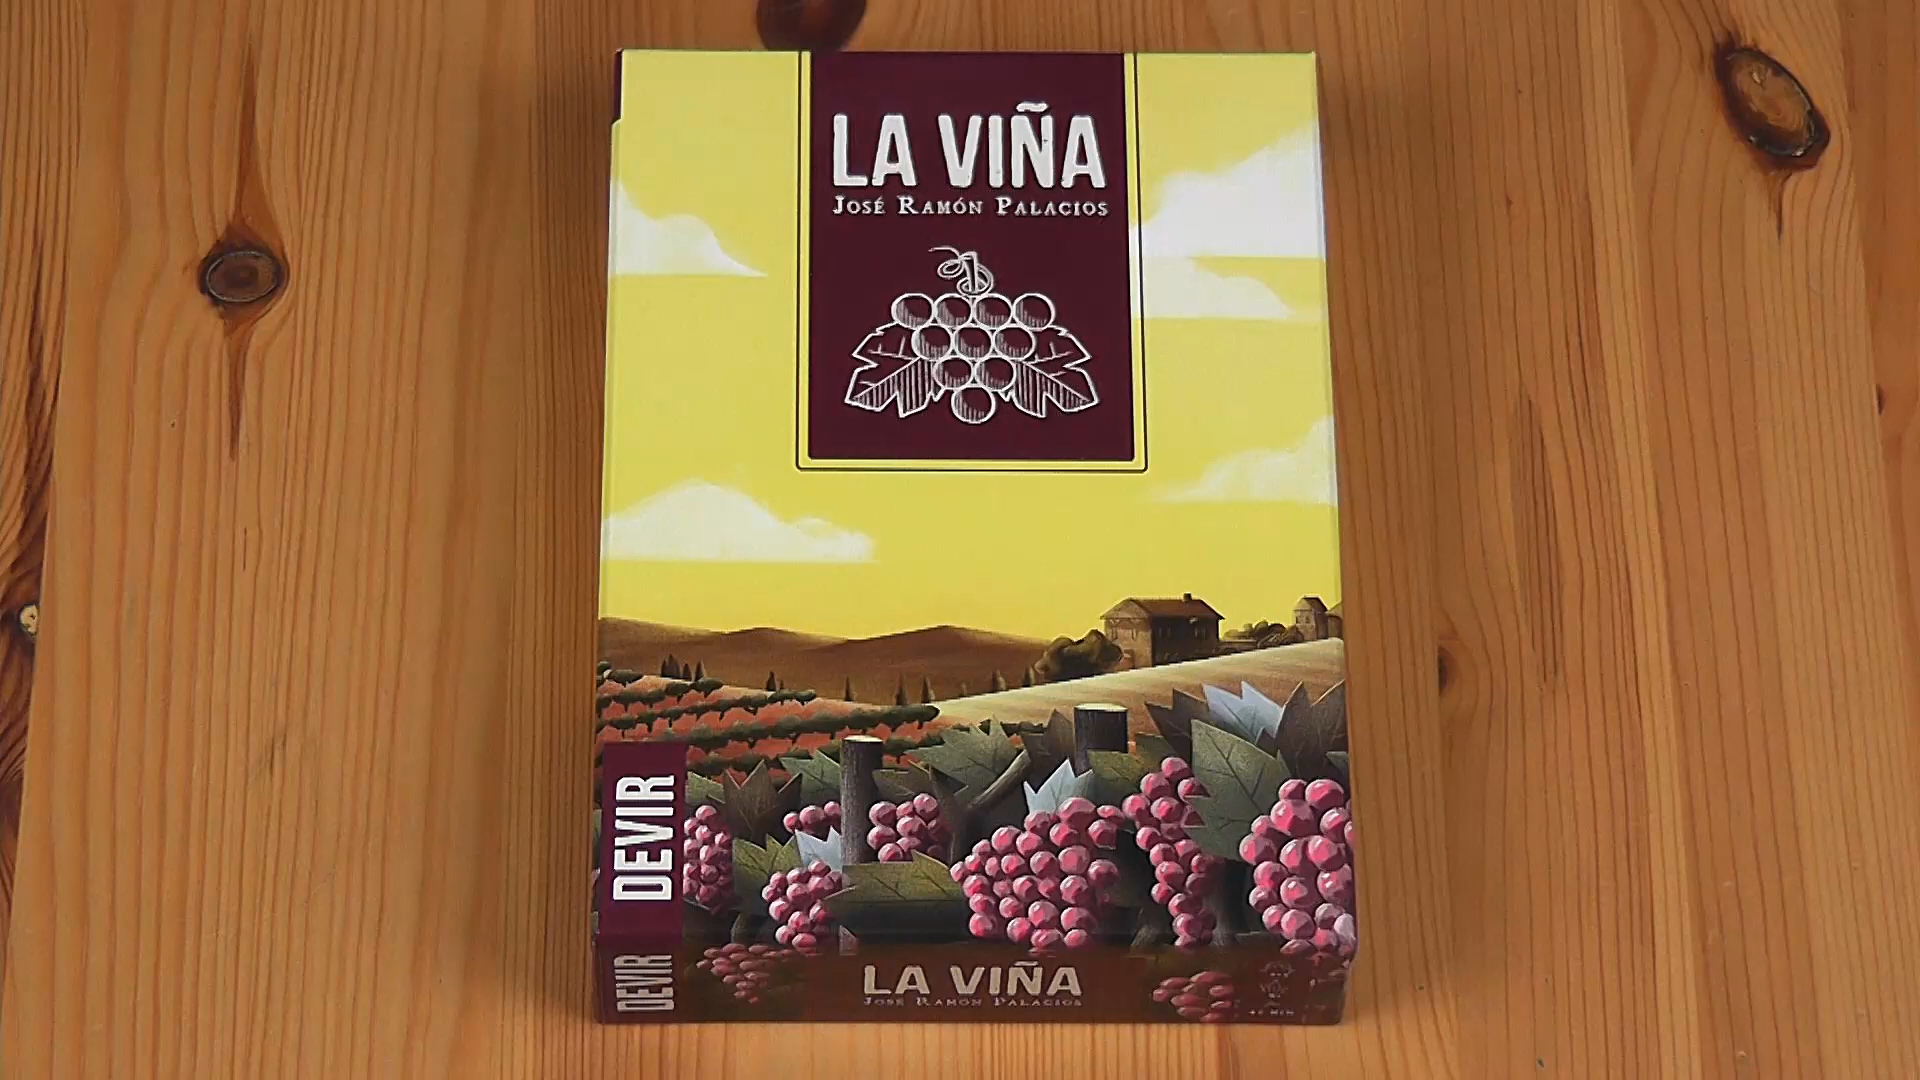 LA VIÑA
JOSÉ RAMÓN PALACIOS
DEVIR
DEVIR
LA VIÑA
JOSÉ RAMÓN PALACIOS